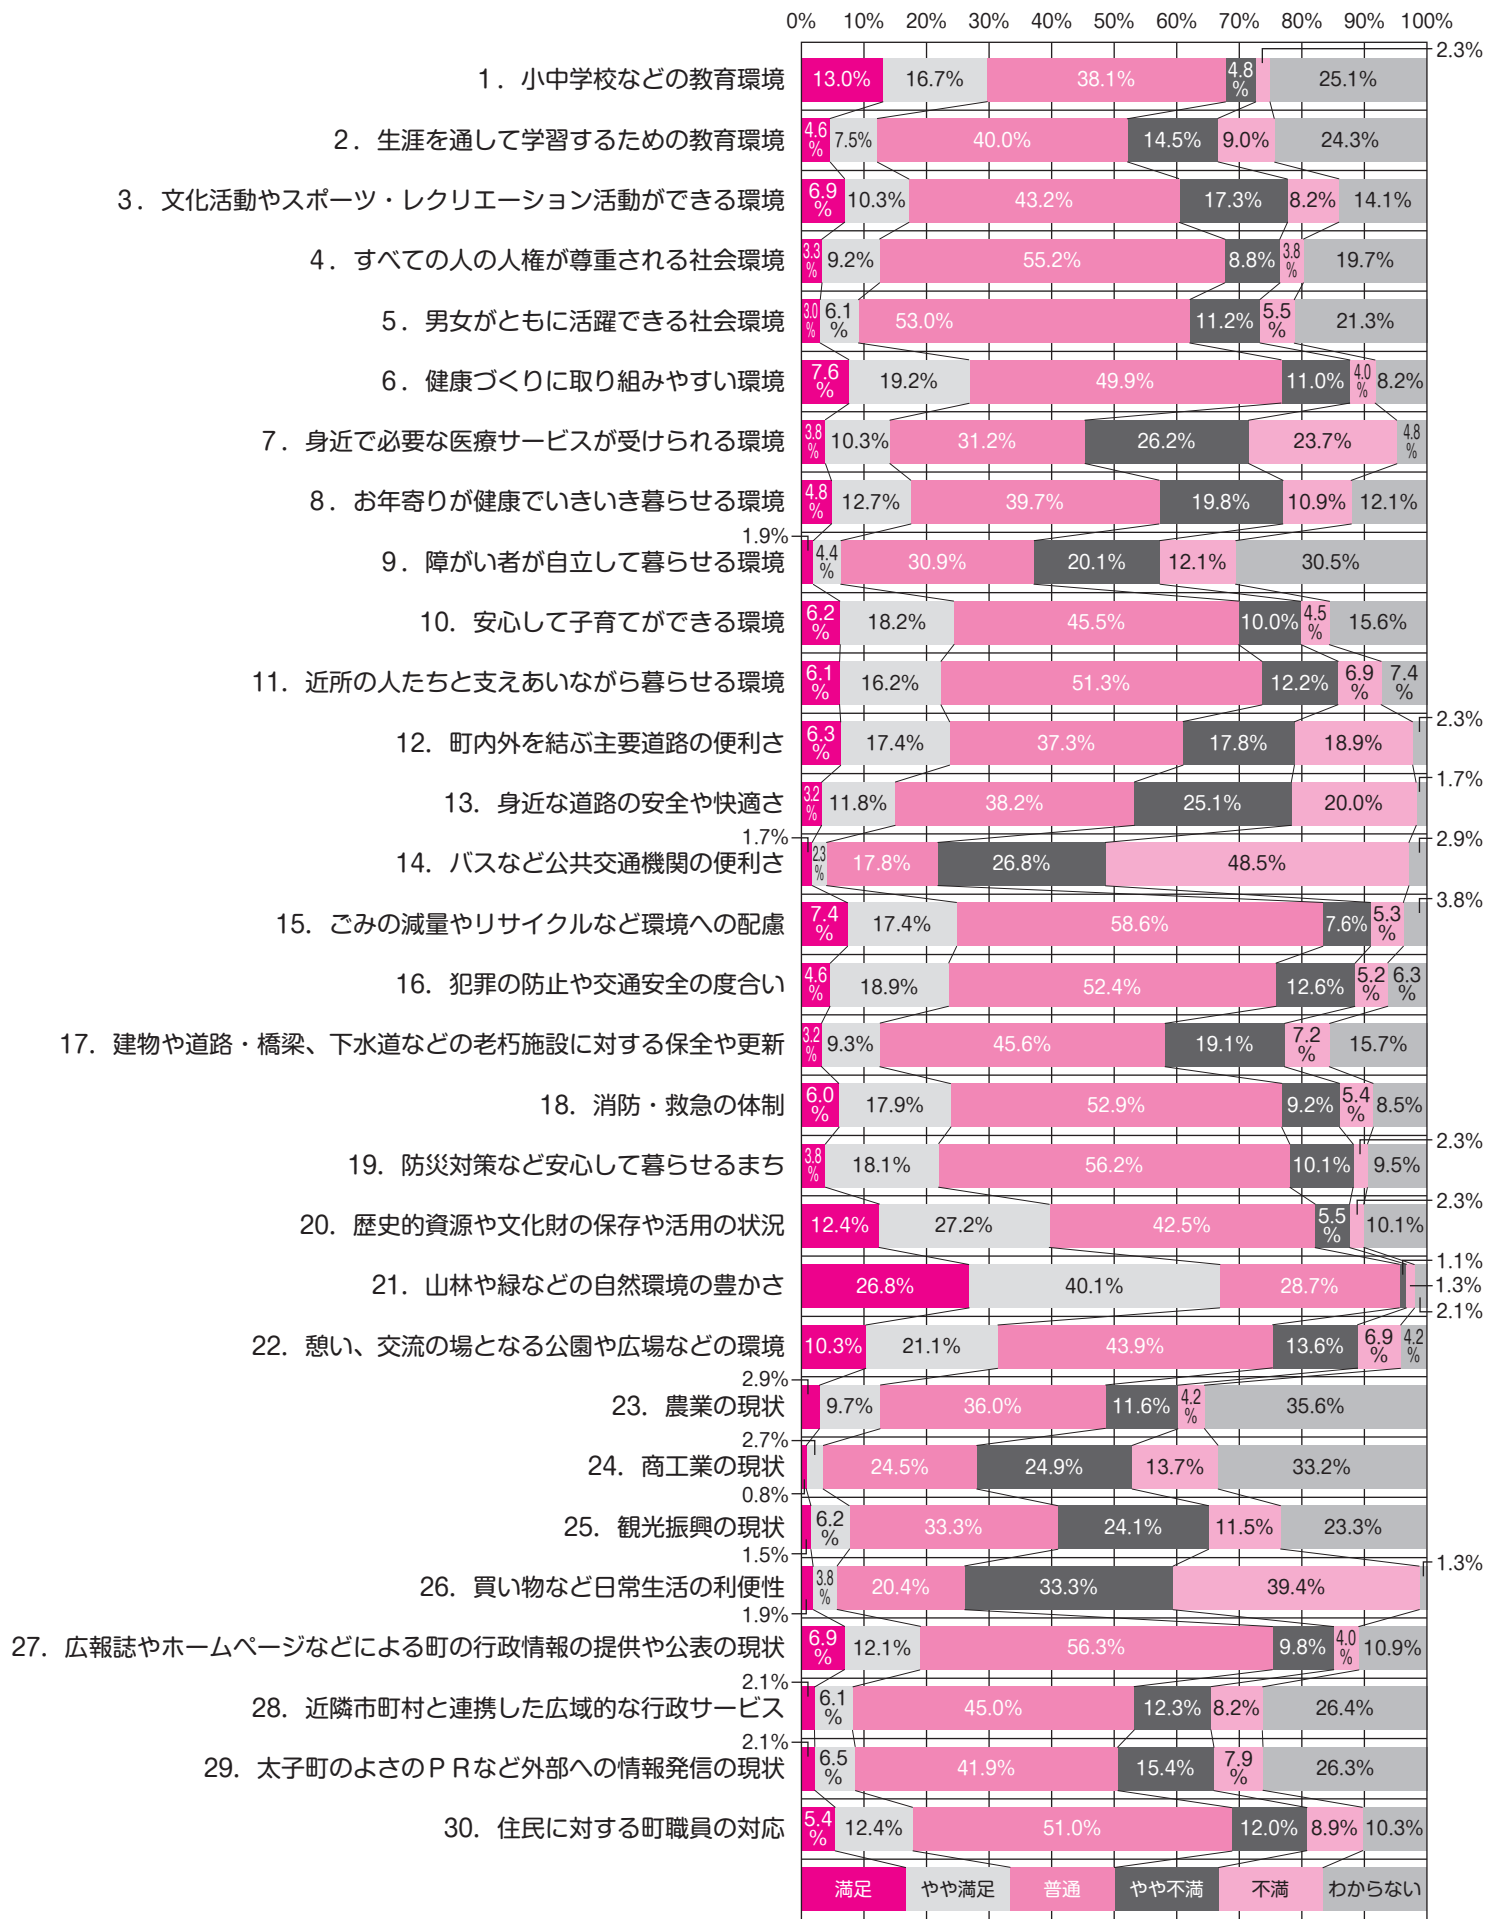 0% 10% 20% 30% 40% 50% 60% 70% 80% 90% 100%
1．小中学校などの教育環境 13.0% 16.7% 38.1% 4.8% 2.3% 25.1%
2．生涯を通して学習するための教育環境 4.6% 7.5% 40.0% 14.5% 9.0% 24.3%
3．文化活動やスポーツ・レクリエーション活動ができる環境 6.9% 10.3% 43.2% 17.3% 8.2% 14.1%
4．すべての人の人権が尊重される社会環境 3.3% 9.2% 55.2% 8.8% 3.8% 19.7%
5．男女がともに活躍できる社会環境 3.0% 6.1% 53.0% 11.2% 5.5% 21.3%
6．健康づくりに取り組みやすい環境 7.6% 19.2% 49.9% 11.0% 4.0% 8.2%
7．身近で必要な医療サービスが受けられる環境 3.8% 10.3% 31.2% 26.2% 23.7% 4.8%
8．お年寄りが健康でいきいき暮らせる環境 4.8% 12.7% 39.7% 19.8% 10.9% 12.1%
9．障がい者が自立して暮らせる環境 1.9% 4.4% 30.9% 20.1% 12.1% 30.5%
10．安心して子育てができる環境 6.2% 18.2% 45.5% 10.0% 4.5% 15.6%
11．近所の人たちと支えあいながら暮らせる環境 6.1% 16.2% 51.3% 12.2% 6.9% 7.4%
12．町内外を結ぶ主要道路の便利さ 6.3% 17.4% 37.3% 17.8% 18.9% 2.3%
13．身近な道路の安全や快適さ 3.2% 11.8% 38.2% 25.1% 20.0% 1.7%
14．バスなど公共交通機関の便利さ 1.7% 2.3% 17.8% 26.8% 48.5% 2.9%
15．ごみの減量やリサイクルなど環境への配慮 7.4% 17.4% 58.6% 7.6% 5.3% 3.8%
16．犯罪の防止や交通安全の度合い 4.6% 18.9% 52.4% 12.6% 5.2% 6.3%
17．建物や道路・橋梁、下水道などの老朽施設に対する保全や更新 3.2% 9.3% 45.6% 19.1% 7.2% 15.7%
18．消防・救急の体制 6.0% 17.9% 52.9% 9.2% 5.4% 8.5%
19．防災対策など安心して暮らせるまち 3.8% 18.1% 56.2% 10.1% 2.3% 9.5%
20．歴史的資源や文化財の保存や活用の状況 12.4% 27.2% 42.5% 5.5% 2.3% 10.1%
21．山林や緑などの自然環境の豊かさ 26.8% 40.1% 28.7% 1.1% 1.3% 2.1%
22．憩い、交流の場となる公園や広場などの環境 10.3% 21.1% 43.9% 13.6% 6.9% 4.2%
23．農業の現状 2.9% 9.7% 36.0% 11.6% 4.2% 35.6%
24．商工業の現状 0.8% 2.7% 24.5% 24.9% 13.7% 33.2%
25．観光振興の現状 1.5% 6.2% 33.3% 24.1% 11.5% 23.3%
26．買い物など日常生活の利便性 1.9% 3.8% 20.4% 33.3% 39.4% 1.3%
27．広報誌やホームページなどによる町の行政情報の提供や公表の現状 6.9% 12.1% 56.3% 9.8% 4.0% 10.9%
28．近隣市町村と連携した広域的な行政サービス 2.1% 6.1% 45.0% 12.3% 8.2% 26.4%
29．太子町のよさのＰＲなど外部への情報発信の現状 2.1% 6.5% 41.9% 15.4% 7.9% 26.3%
30．住民に対する町職員の対応 5.4% 12.4% 51.0% 12.0% 8.9% 10.3%
満足 やや満足 普通 やや不満 不満 わからない